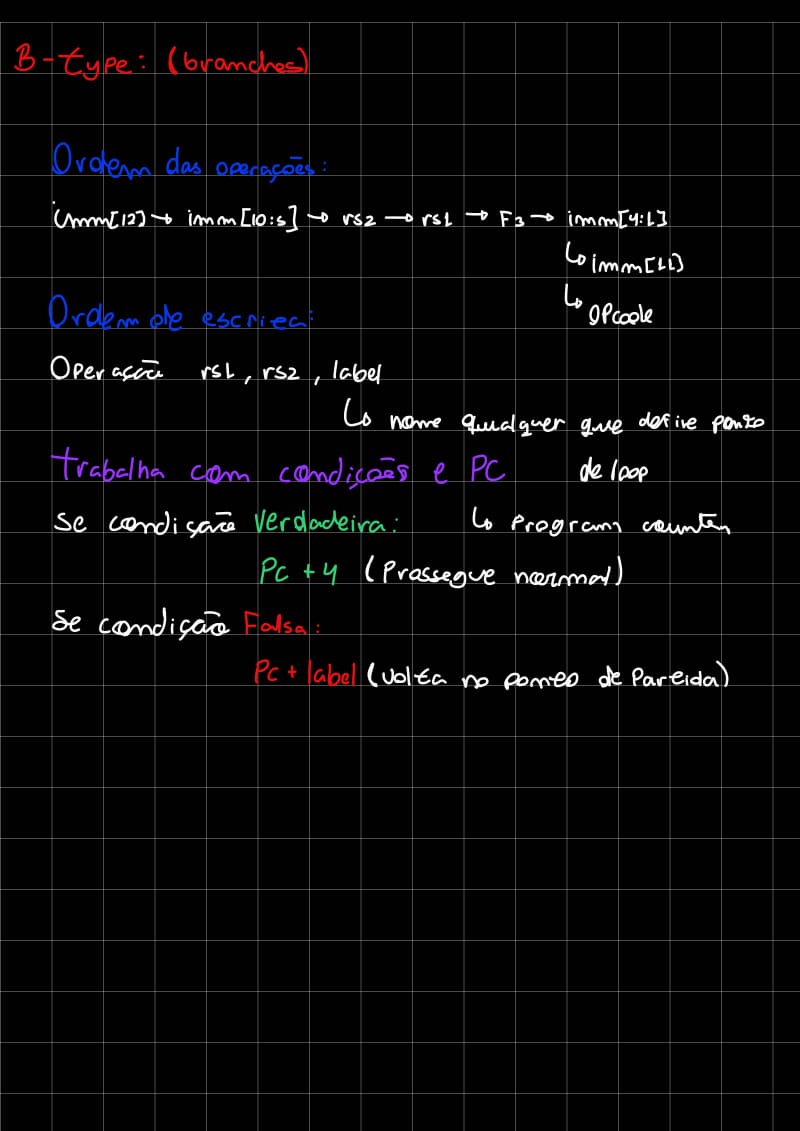 B-type: (branches)
Ordem das operações:
imm[12] → imm[10:5] → rs2 → rs1 → F3 → imm[4:1]
↳ imm[11]
↳ OPcode
Ordem de escrita:
Operação rs1, rs2, label
↳ nome qualquer que define ponto
de loop
trabalha com condições e PC
↳ Program counter
Se condição Verdadeira:
Pc + 4 (Prossegue normal)
Se condição Falsa:
Pc + label (volta no ponto de Partida)